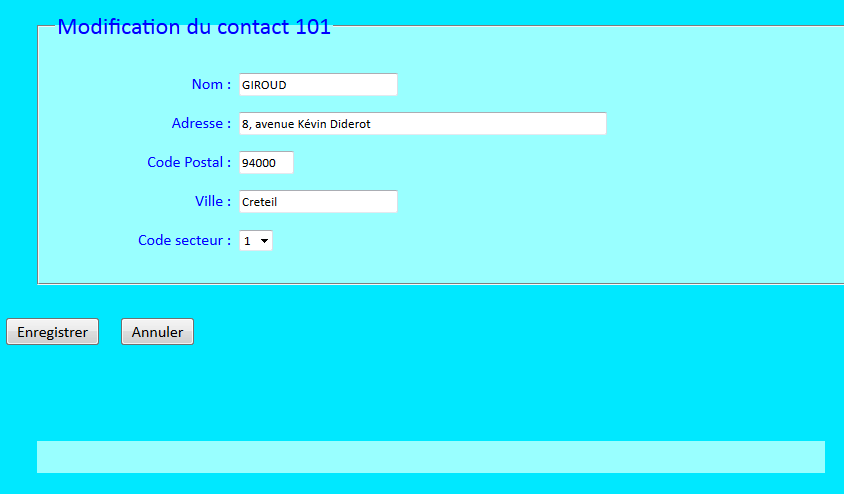 Modification du contact 101
Nom : GIROUD
Adresse : 8, avenue Kévin Diderot
Code Postal : 94000
Ville : Creteil
Code secteur : 1
Enregistrer Annuler